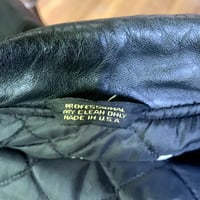 PROFESSIONAL
DRY CLEAN ONLY
MADE IN U.S.A.